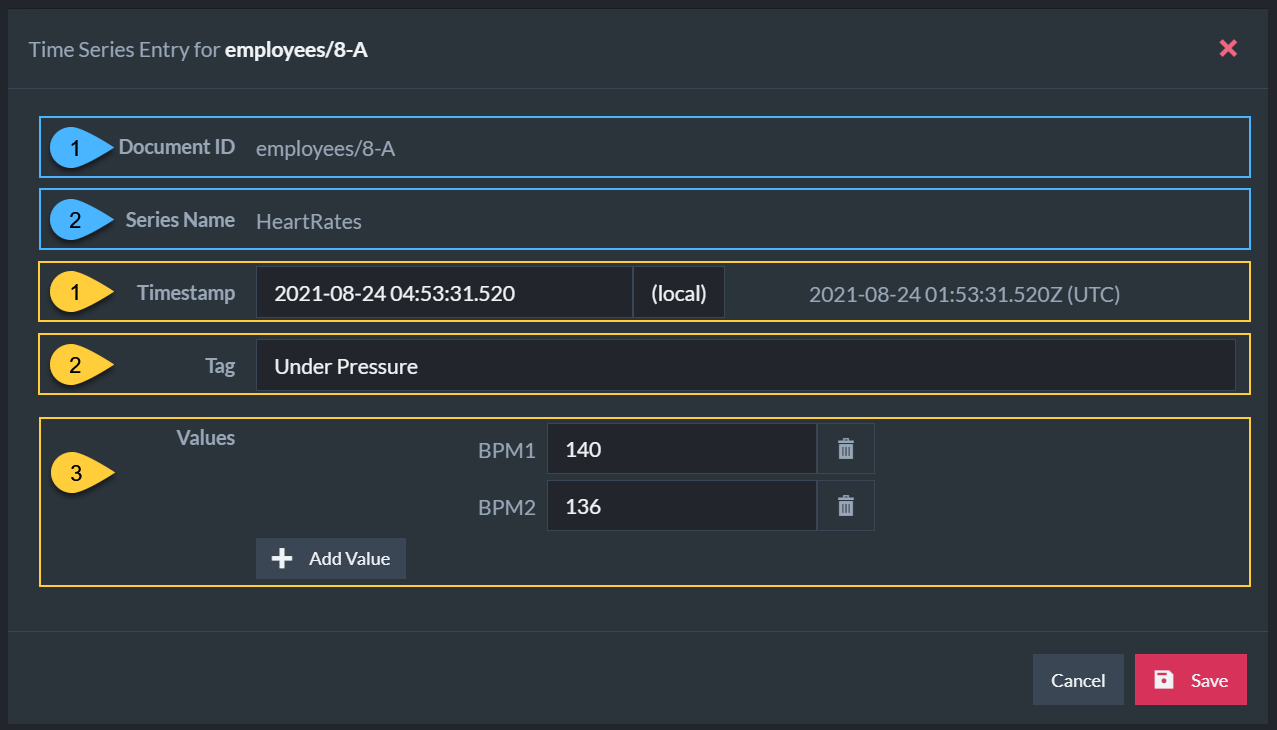 Time Series Entry for employees/8-A
1 Document ID employees/8-A
2 Series Name HeartRates
1 Timestamp 2021-08-24 04:53:31.520 (local) 2021-08-24 01:53:31.520Z (UTC)
2 Tag Under Pressure
Values
BPM1 140
3
BPM2 136
Add Value
Cancel Save